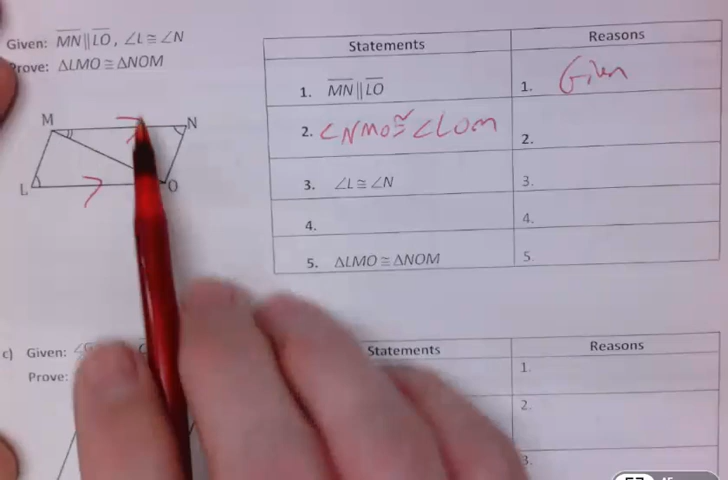 Given: MN ∥ LO , ∠L ≅ ∠N
Prove: ΔLMO ≅ ΔNOM
M
N
L
O
Statements
Reasons
1. MN ∥ LO
1. Given
2. ∠NMO ≅ ∠LOM
2.
3. ∠L ≅ ∠N
3.
4.
4.
5. ΔLMO ≅ ΔNOM
5.
c) Given:
Prove:
Statements
Reasons
1.
2.
3.